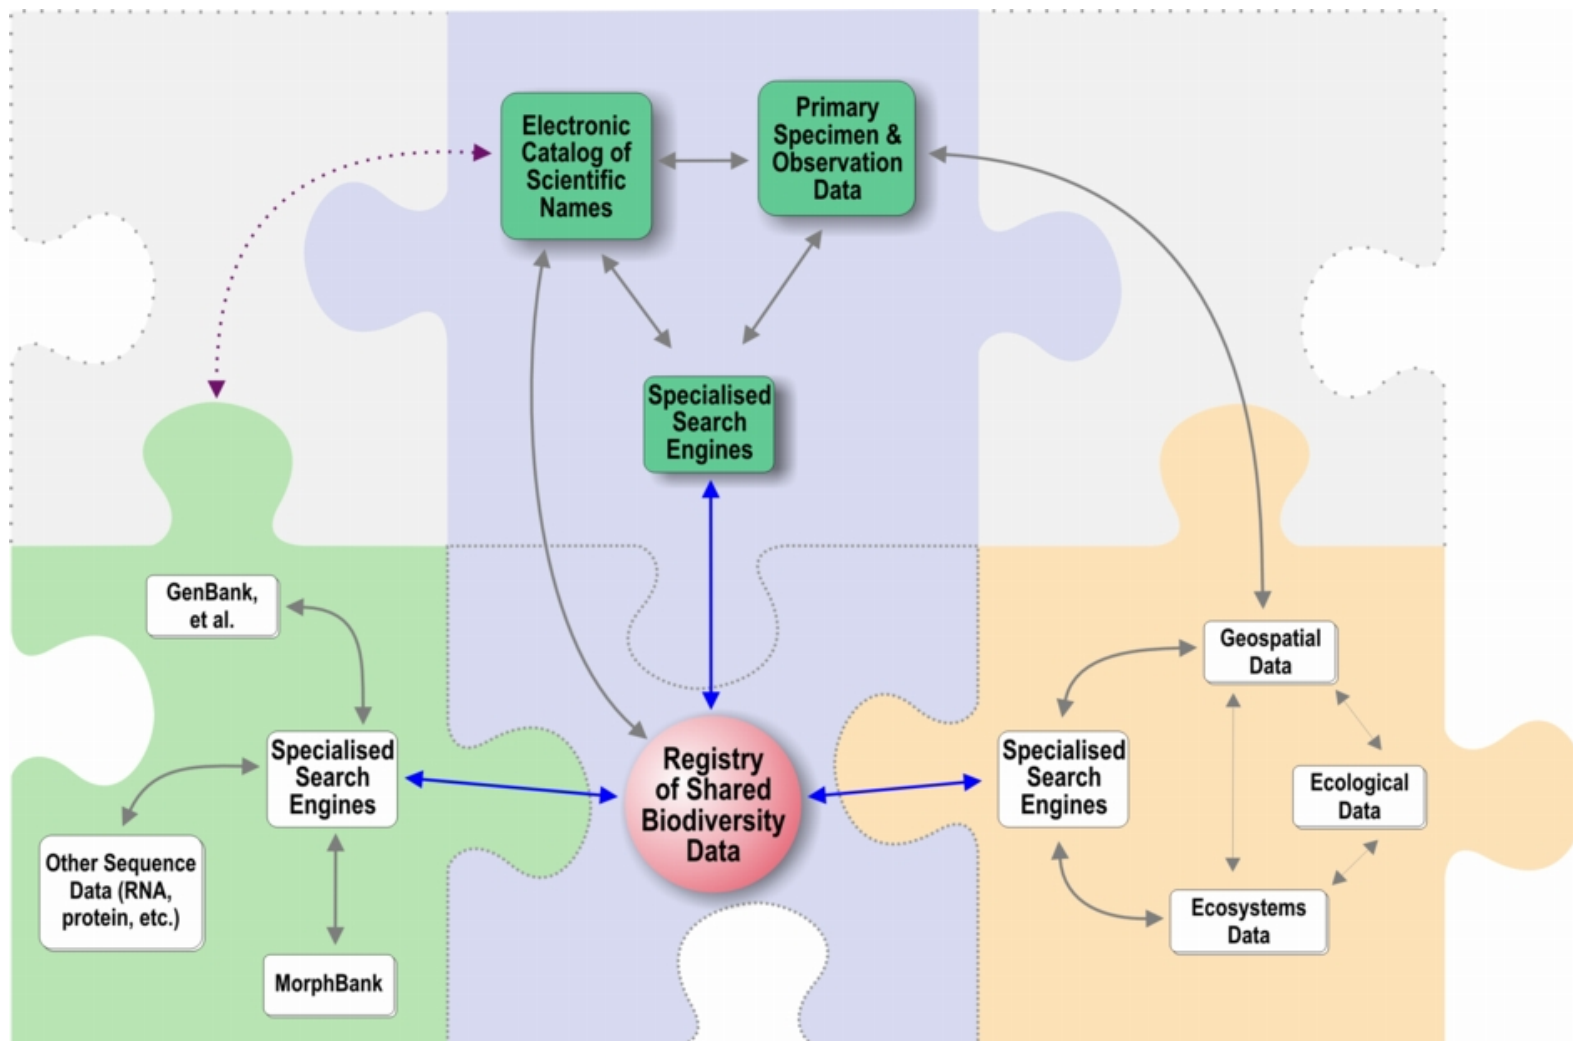 Electronic
Catalog of
Scientific
Names
Primary
Specimen &
Observation
Data
Specialised
Search
Engines
GenBank,
et al.
Specialised
Search
Engines
Other Sequence
Data (RNA,
protein, etc.)
MorphBank
Registry
of Shared
Biodiversity
Data
Specialised
Search
Engines
Geospatial
Data
Ecological
Data
Ecosystems
Data